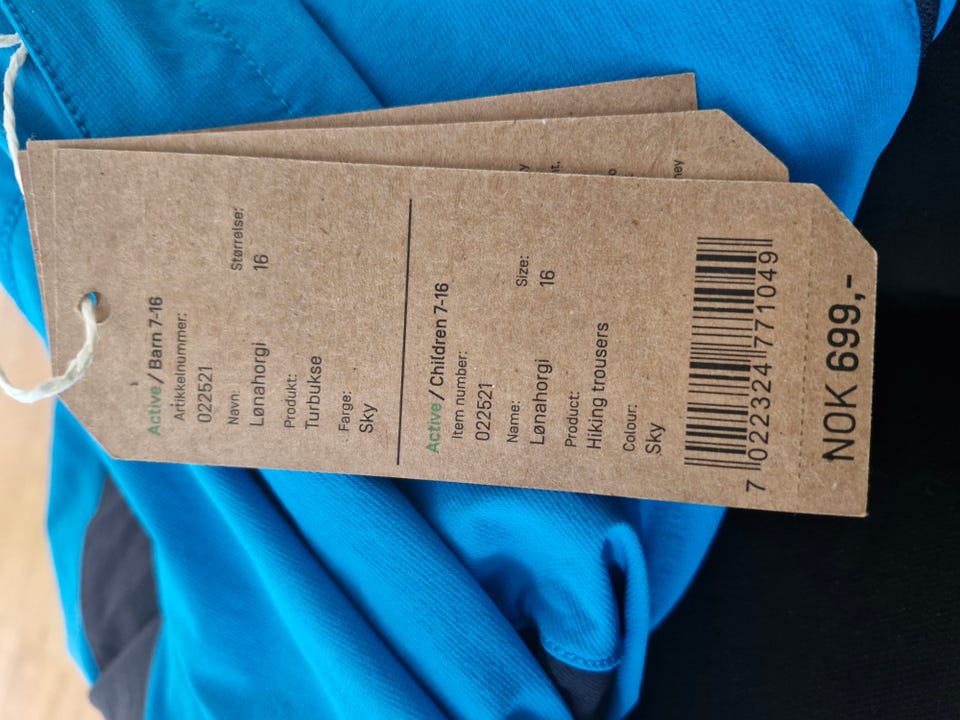 Active / Barn 7-16
Artikkelnummer:
022521
Navn: Størrelse:
Lønahorgi 16
Produkt:
Turbukse
Farge:
Sky
Active / Children 7-16
Item number:
022521
Name: Size:
Lønahorgi 16
Product:
Hiking trousers
Colour:
Sky
7 022324 771049
NOK 699,-